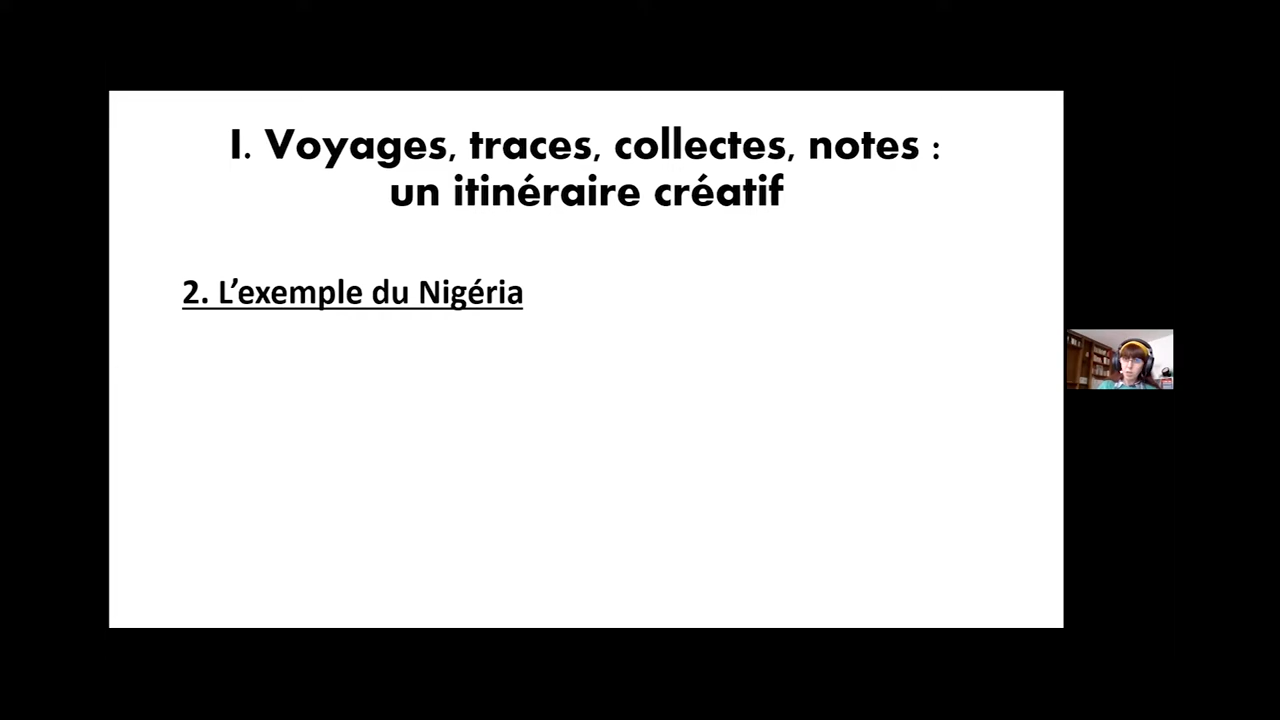 I. Voyages, traces, collectes, notes :
un itinéraire créatif
2. L’exemple du Nigéria